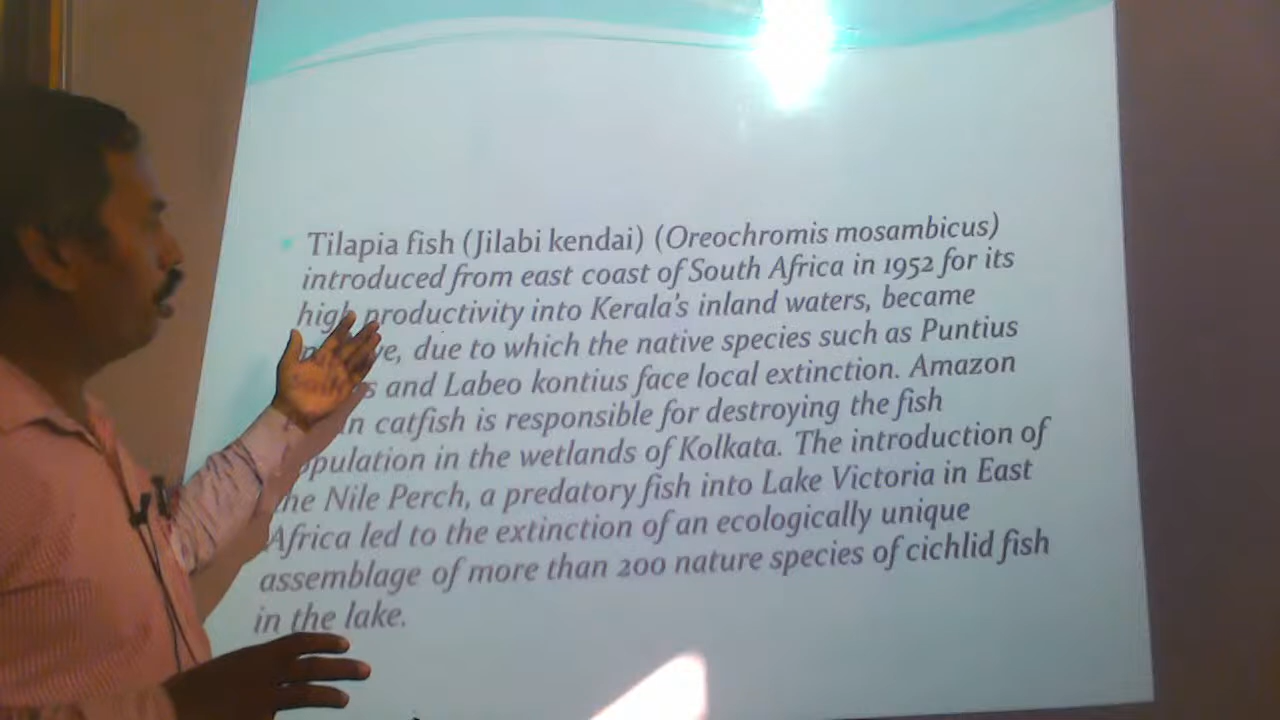 Tilapia fish (Jilabi kendai) (Oreochromis mosambicus)
introduced from east coast of South Africa in 1952 for its
high productivity into Kerala's inland waters, became
due to which the native species such as Puntius
and Labeo kontius face local extinction. Amazon
catfish is responsible for destroying the fish
population in the wetlands of Kolkata. The introduction of
the Nile Perch, a predatory fish into Lake Victoria in East
Africa led to the extinction of an ecologically unique
assemblage of more than 200 nature species of cichlid fish
in the lake.